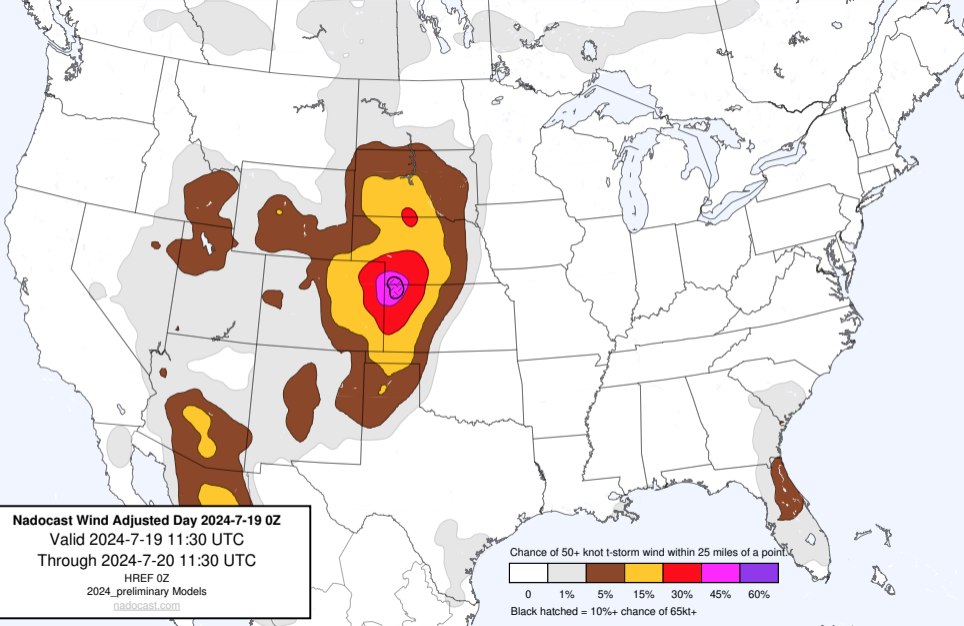 Nadocast Wind Adjusted Day 2024-7-19 0Z
Valid 2024-7-19 11:30 UTC
Through 2024-7-20 11:30 UTC
HREF 0Z
2024_preliminary Models
nadocast.com
Chance of 50+ knot t-storm wind within 25 miles of a point.
0 1% 5% 15% 30% 45% 60%
Black hatched = 10%+ chance of 65kt+